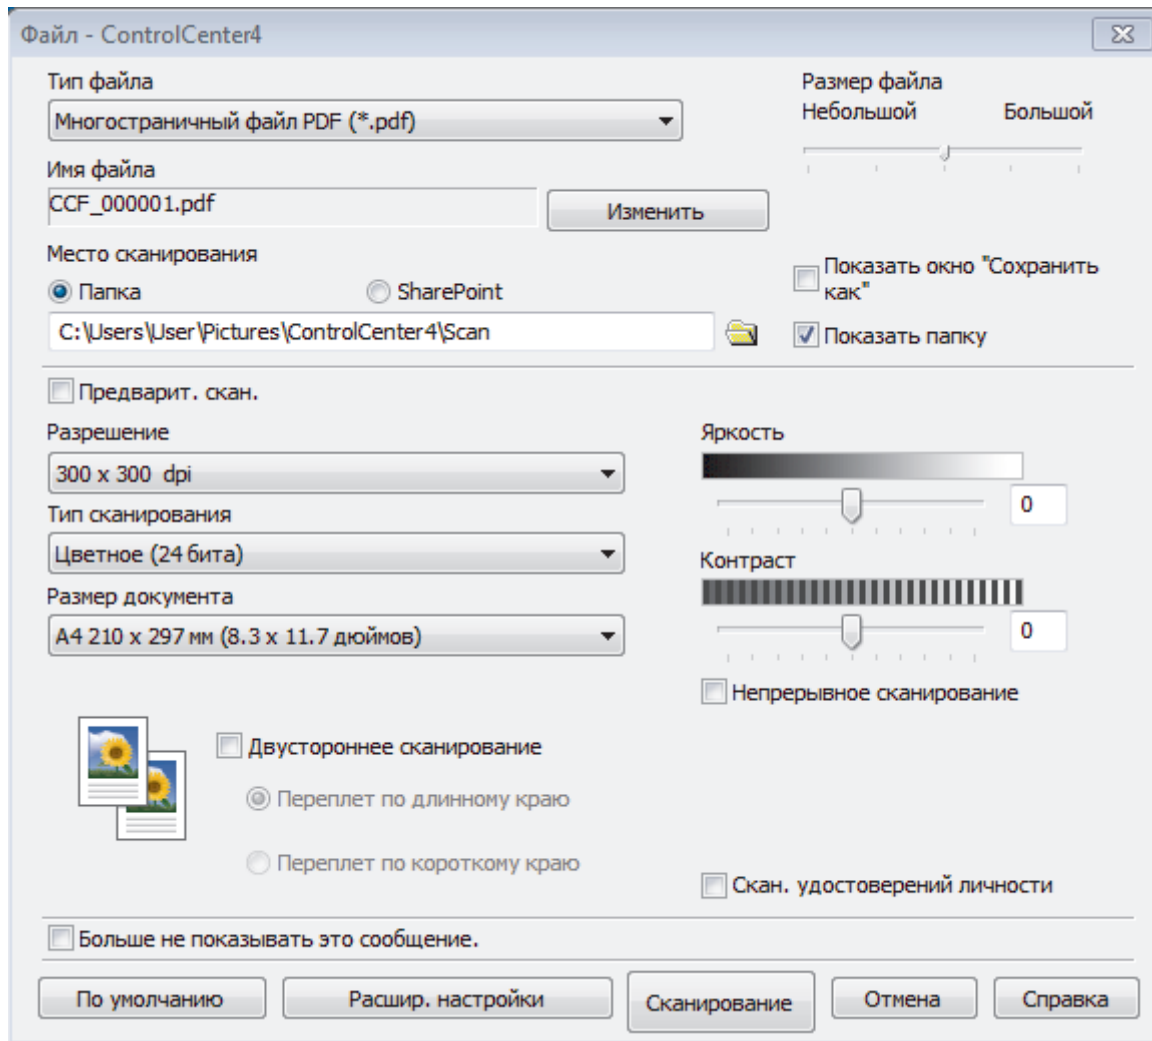 Файл - ControlCenter4
Тип файла
Многостраничный файл PDF (*.pdf)
Размер файла
Небольшой Большой
Имя файла
CCF_000001.pdf
Изменить
Место сканирования
Папка SharePoint
C:\Users\User\Pictures\ControlCenter4\Scan
Показать окно "Сохранить
как"
Показать папку
Предварит. скан.
Разрешение
300 x 300 dpi
Тип сканирования
Цветное (24 бита)
Размер документа
A4 210 x 297 мм (8.3 x 11.7 дюймов)
Яркость
0
Контраст
0
Непрерывное сканирование
Двустороннее сканирование
Переплет по длинному краю
Переплет по короткому краю
Скан. удостоверений личности
Больше не показывать это сообщение.
По умолчанию Расшир. настройки Сканирование Отмена Справка